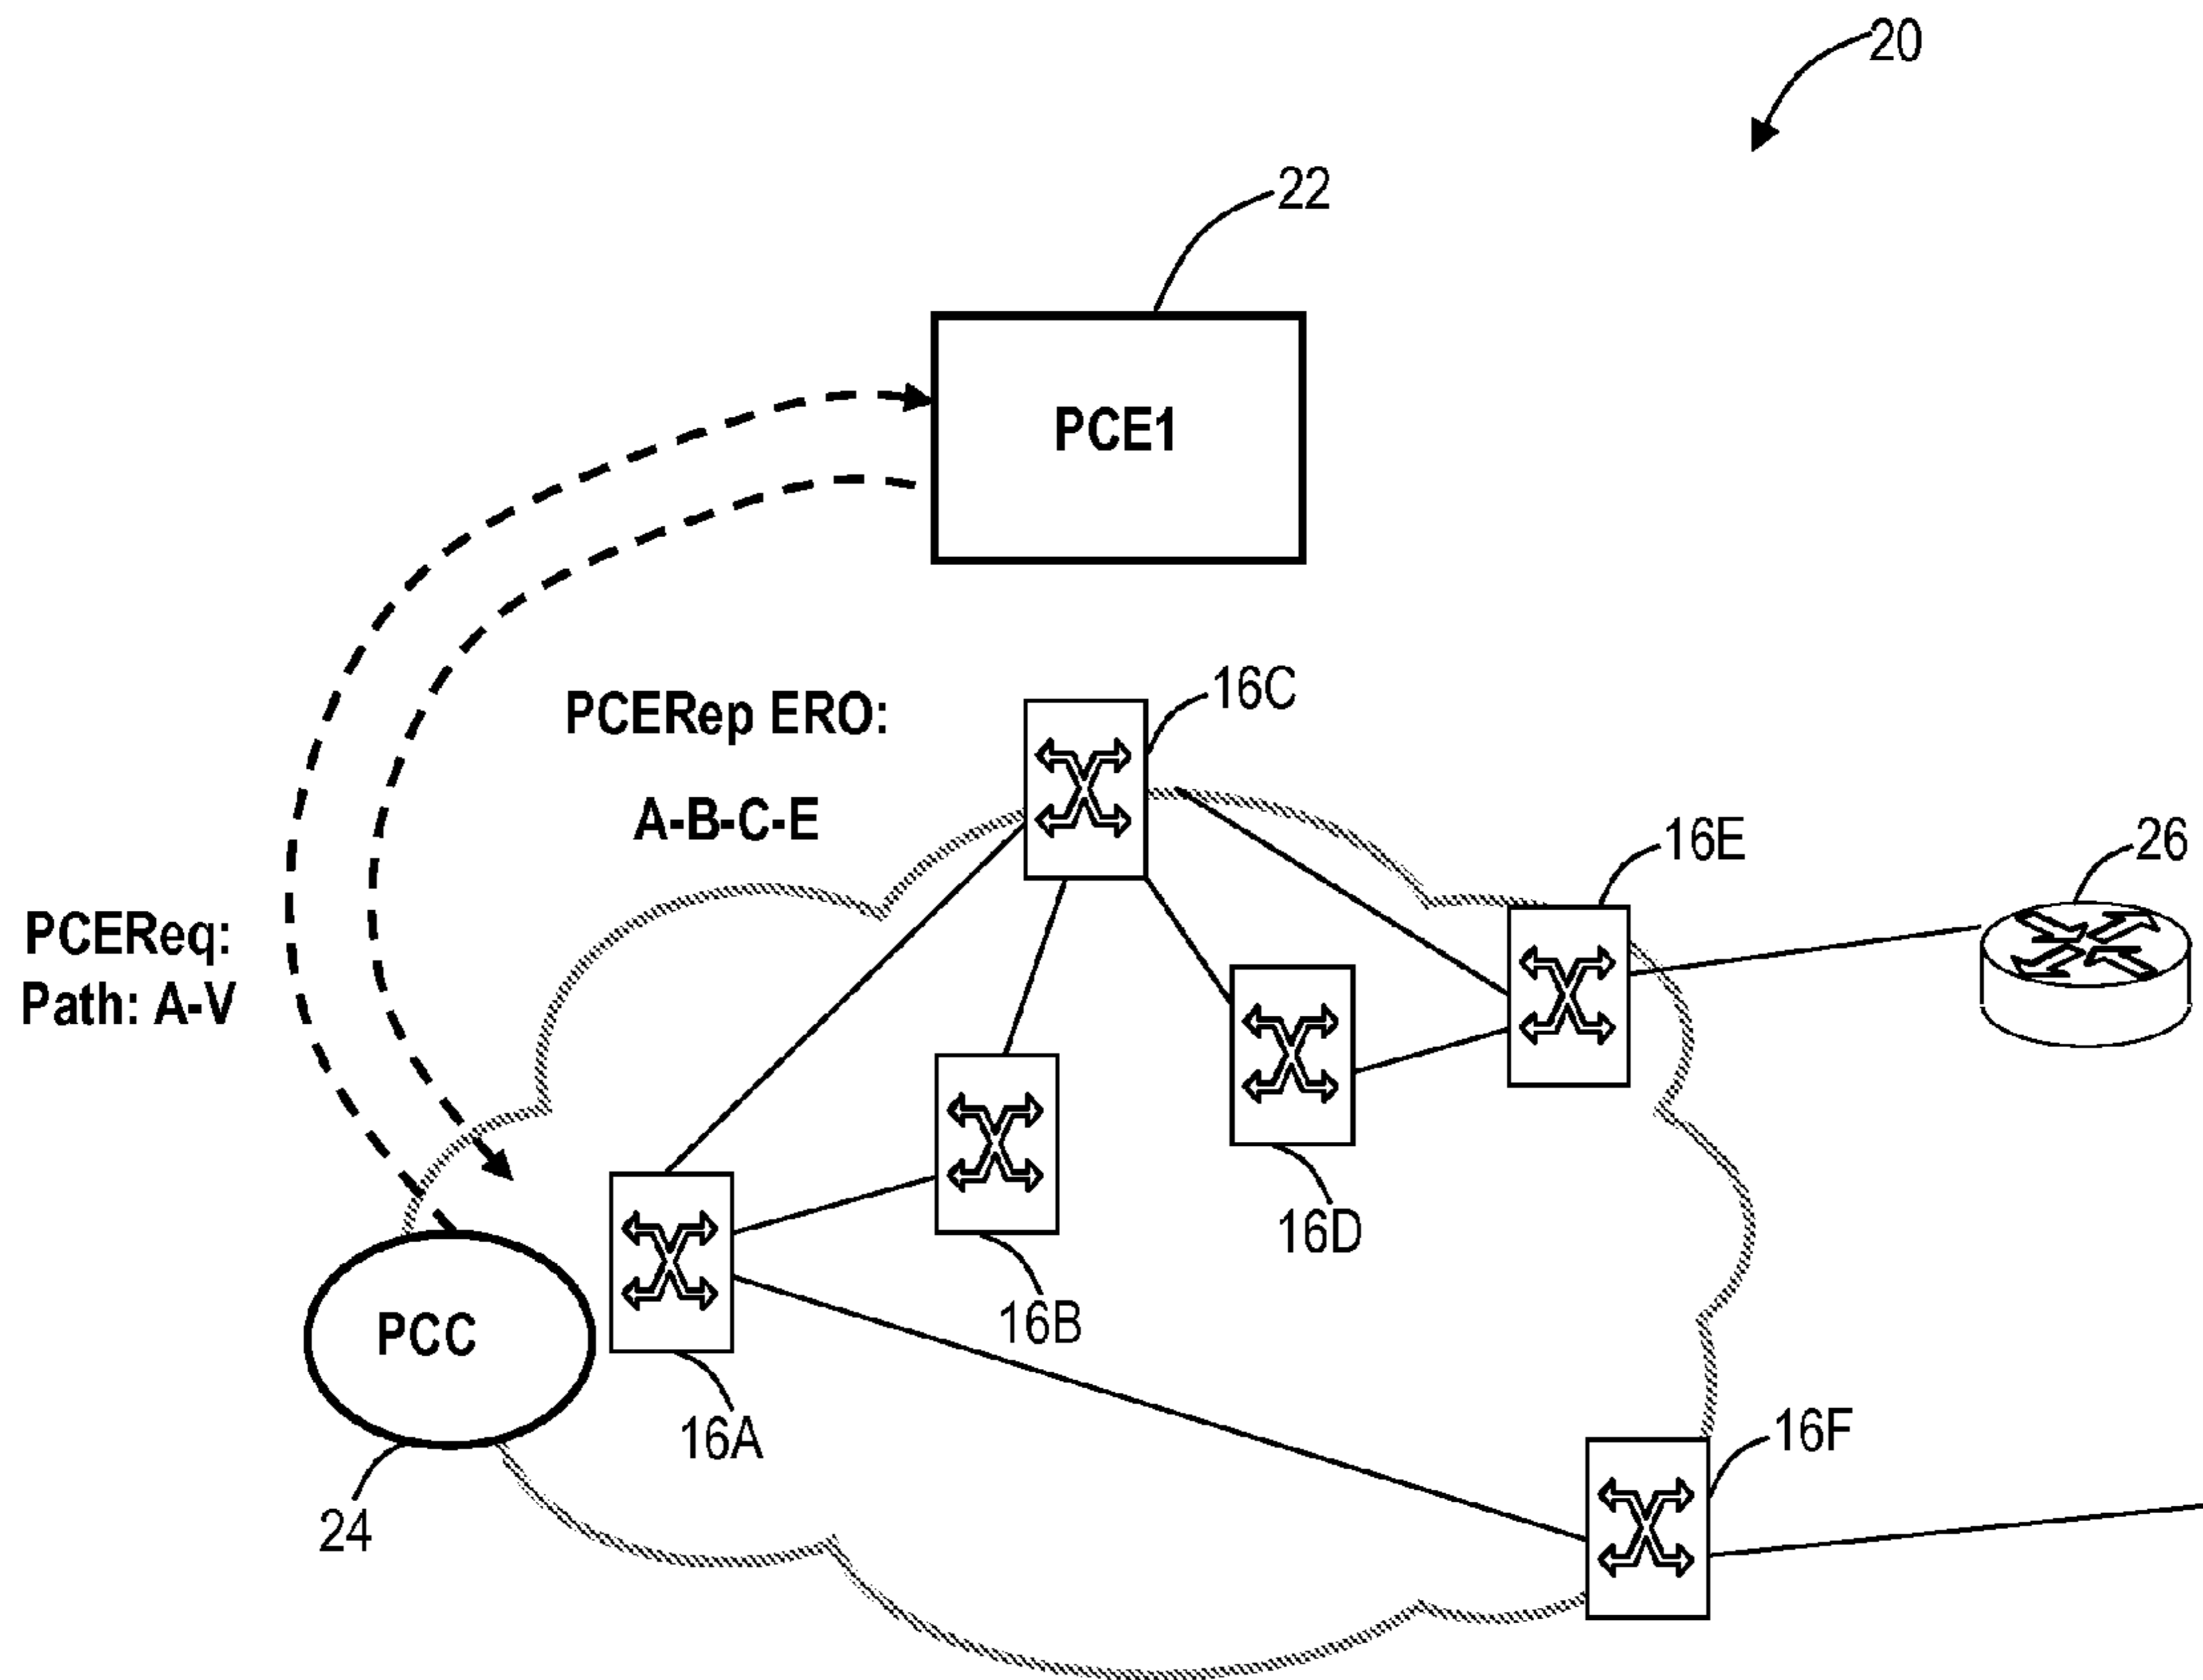 20
22
PCE1
PCERep ERO:
A-B-C-E
16C
16E
26
PCEReq:
Path: A-V
16D
16B
PCC
16A
16F
24